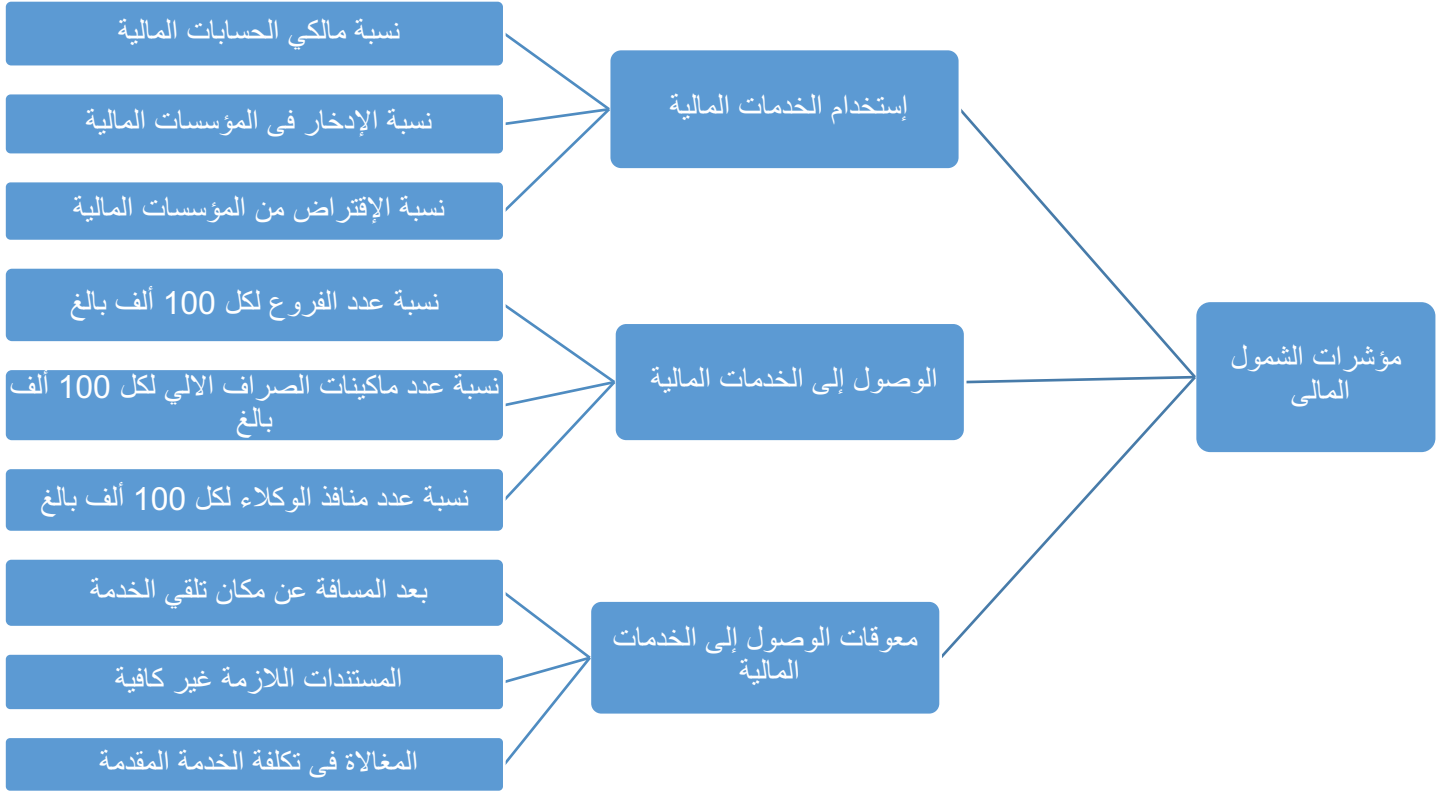 مؤشرات الشمول
المالى
إستخدام الخدمات المالية
نسبة مالكي الحسابات المالية
نسبة الإدخار فى المؤسسات المالية
نسبة الإقتراض من المؤسسات المالية
الوصول إلى الخدمات المالية
نسبة عدد الفروع لكل 100 ألف بالغ
نسبة عدد ماكينات الصراف الالي لكل 100 ألف
بالغ
نسبة عدد منافذ الوكلاء لكل 100 ألف بالغ
معوقات الوصول إلى الخدمات
المالية
بعد المسافة عن مكان تلقي الخدمة
المستندات اللازمة غير كافية
المغالاة فى تكلفة الخدمة المقدمة